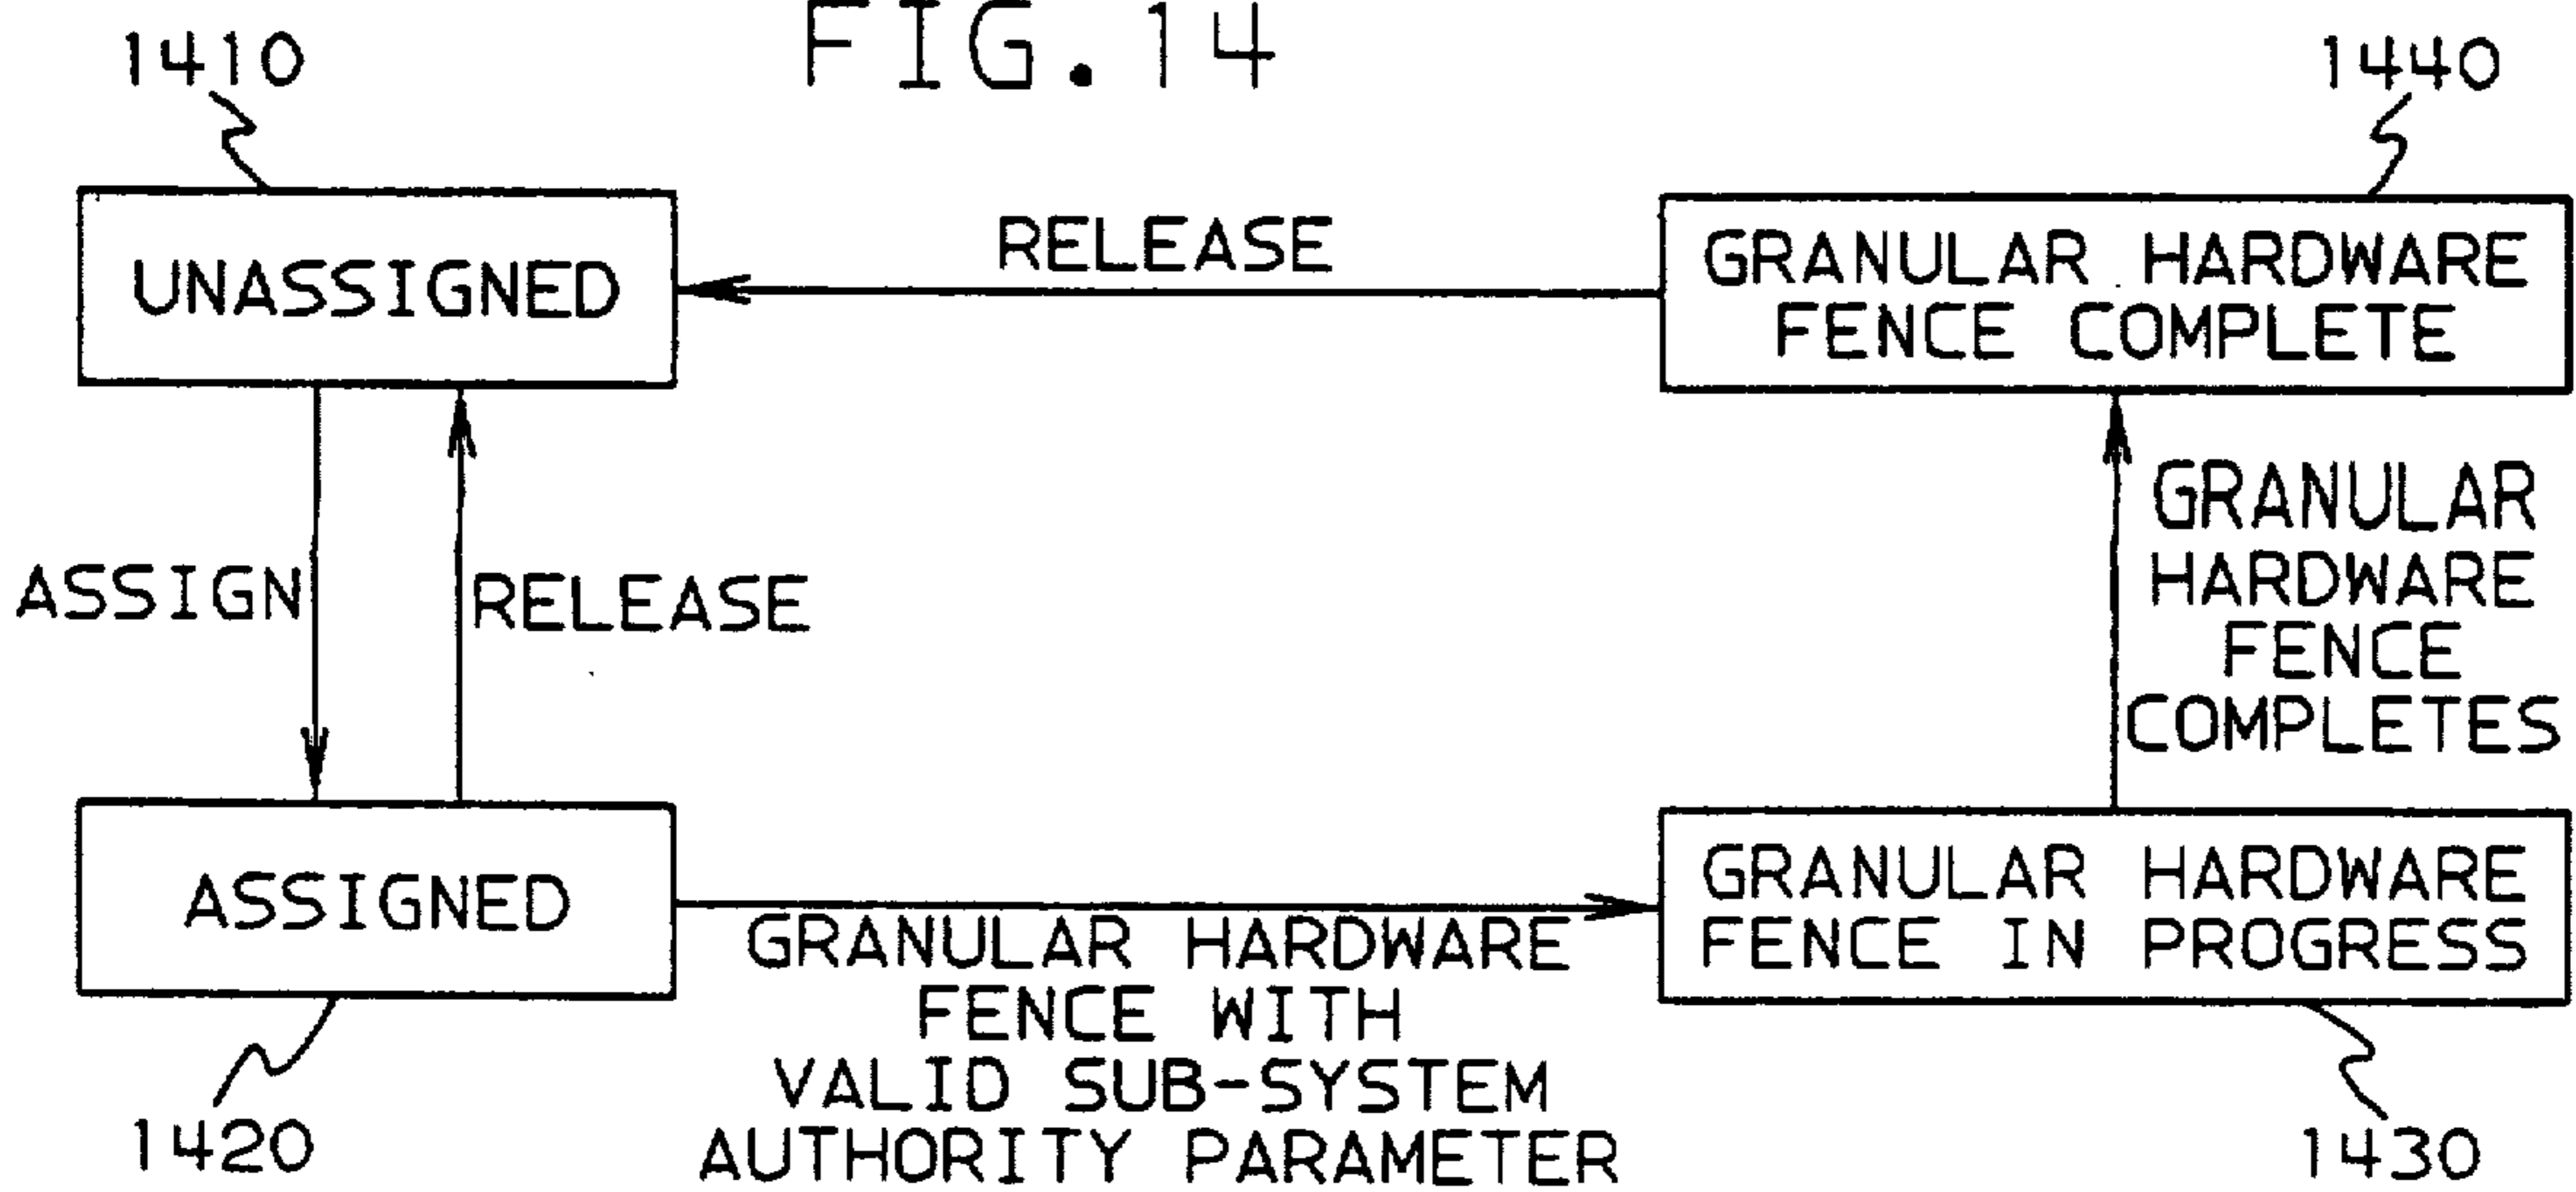 FIG.14
1410
1440
UNASSIGNED
RELEASE
GRANULAR HARDWARE
FENCE COMPLETE
ASSIGN
RELEASE
GRANULAR
HARDWARE
FENCE
COMPLETES
ASSIGNED
GRANULAR HARDWARE
FENCE WITH
VALID SUB-SYSTEM
AUTHORITY PARAMETER
GRANULAR HARDWARE
FENCE IN PROGRESS
1420
1430